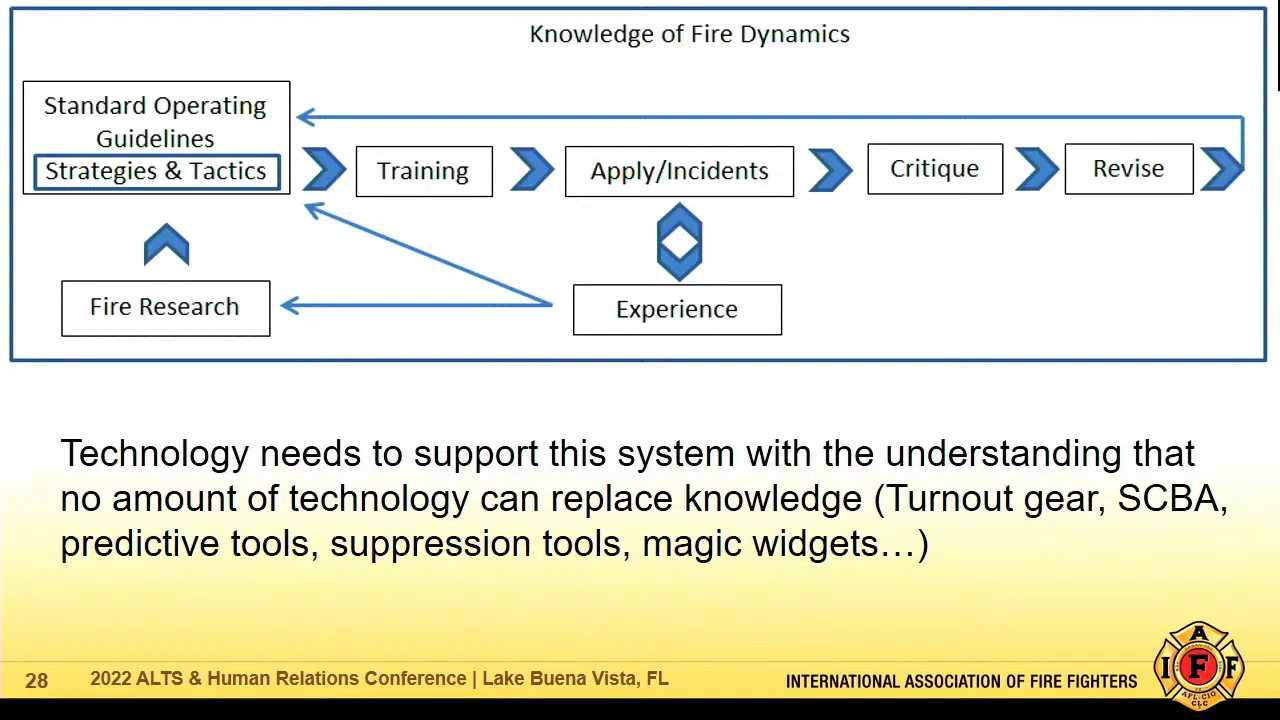 Knowledge of Fire Dynamics
Standard Operating
Guidelines
Strategies & Tactics
Training
Apply/Incidents
Critique
Revise
Fire Research
Experience
Technology needs to support this system with the understanding that
no amount of technology can replace knowledge (Turnout gear, SCBA,
predictive tools, suppression tools, magic widgets…)
28
2022 ALTS & Human Relations Conference | Lake Buena Vista, FL
INTERNATIONAL ASSOCIATION OF FIRE FIGHTERS
A
I F F
AFL-CIO
CLC